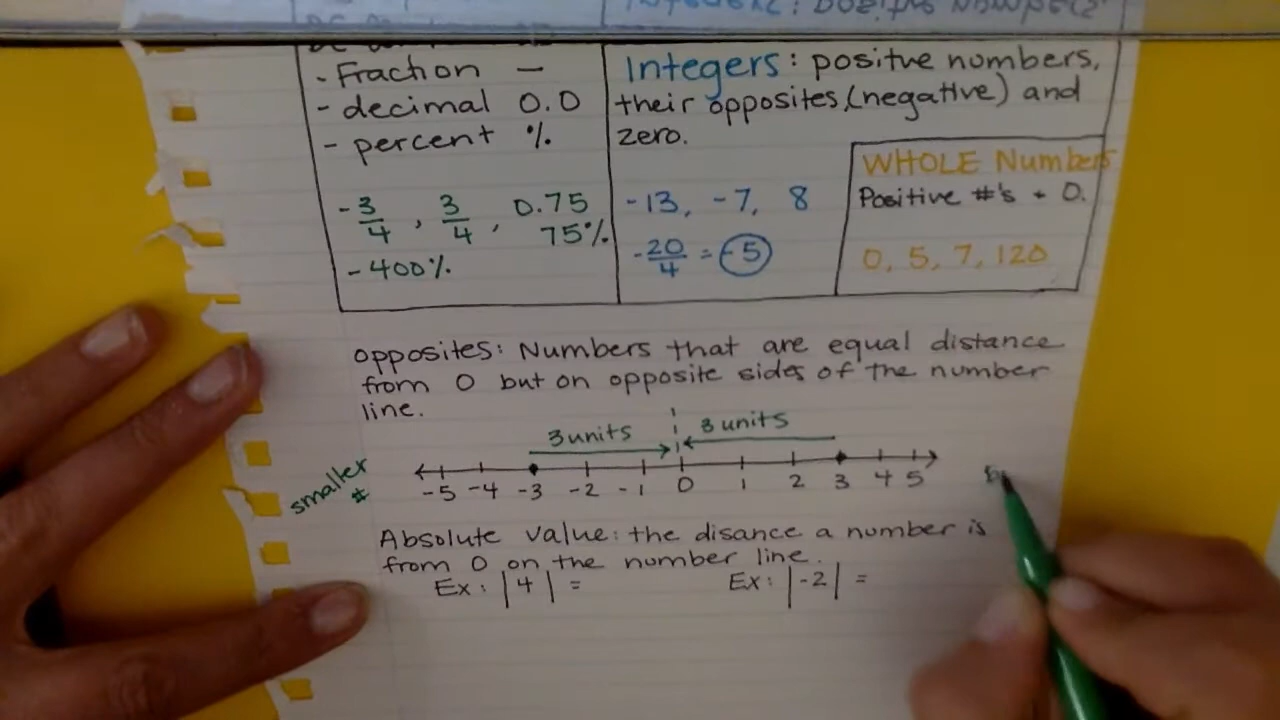 - Fraction —
- decimal 0.0
- percent %
-3/4, 3/4, 0.75
75%
-400%
Integers: positve numbers,
their opposites, (negative) and
zero.
-13, -7, 8
-20/4 = -5
WHOLE Numbers
Positive #'s + 0.
0, 5, 7, 120
opposites: Numbers that are equal distance
from 0 but on opposite sides of the number
line.
3 units 3 units
smaller
#
-5 -4 -3 -2 -1 0 1 2 3 4 5
Absolute value: the disance a number is
from 0 on the number line.
Ex: |4| = Ex: |-2| =